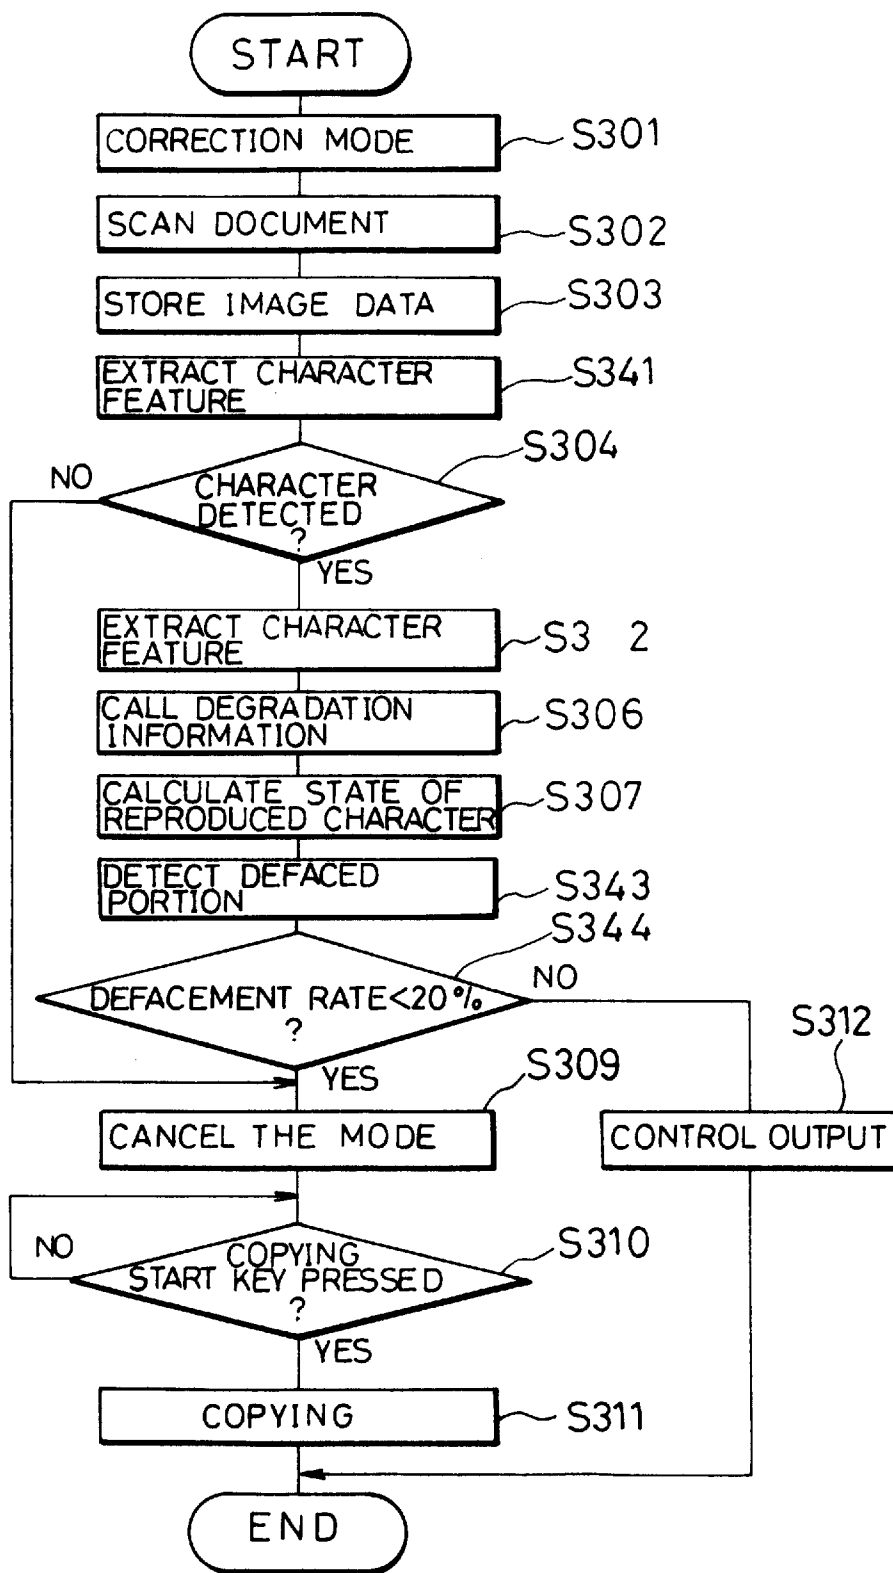 START
CORRECTION MODE
S301
SCAN DOCUMENT
S302
STORE IMAGE DATA
S303
EXTRACT CHARACTER
FEATURE
S341
S304
NO
CHARACTER
DETECTED
?
YES
EXTRACT CHARACTER
FEATURE
S3 2
CALL DEGRADATION
INFORMATION
S306
CALCULATE STATE OF
REPRODUCED CHARACTER
S307
DETECT DEFACED
PORTION
S343
S344
NO
DEFACEMENT RATE<20%
?
YES
S309
S312
CANCEL THE MODE
CONTROL OUTPUT
NO
COPYING
START KEY PRESSED
?
S310
YES
COPYING
S311
END